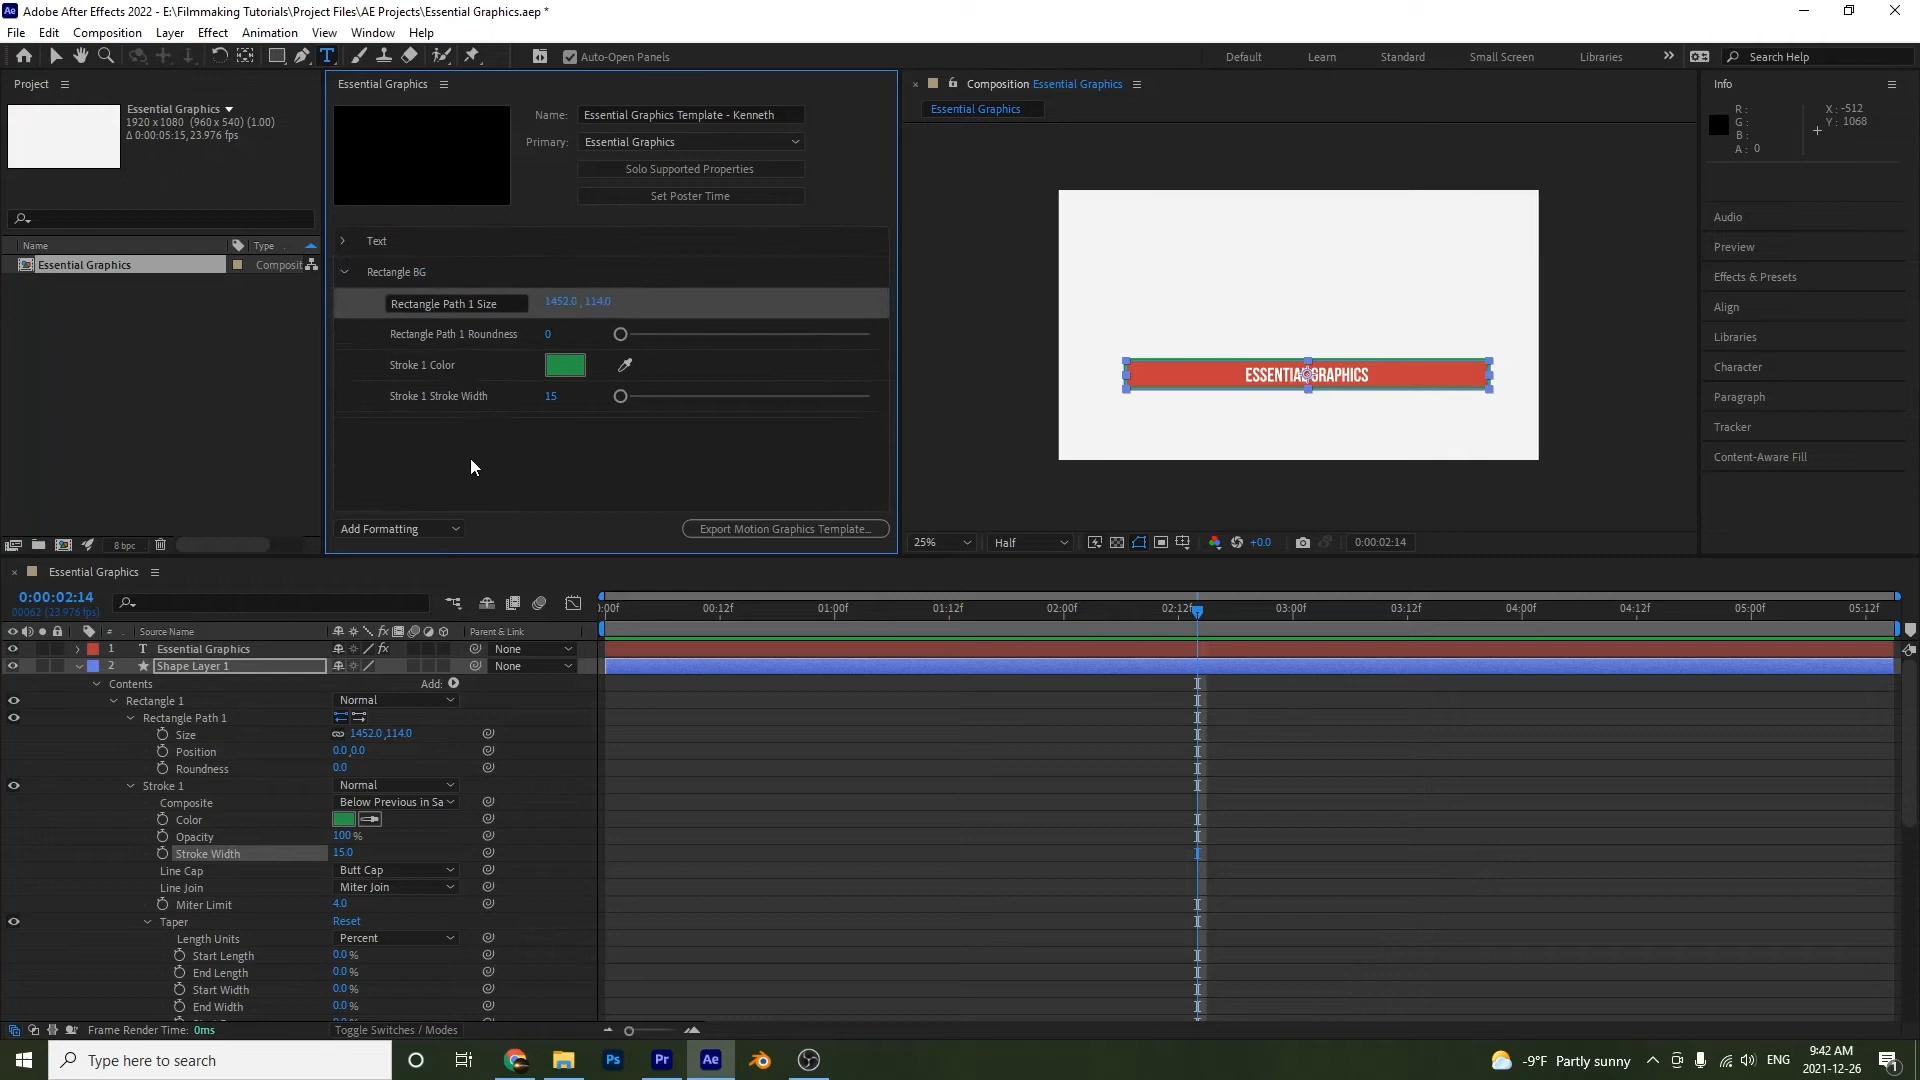 Adobe After Effects 2022 - E:\Filmmaking Tutorials\Project Files\AE Projects\Essential Graphics.aep *
File Edit Composition Layer Effect Animation View Window Help
Auto-Open Panels Default Learn Standard Small Screen Libraries Search Help
Project
Essential Graphics
1920 x 1080 (960 x 540) (1.00)
Δ 0:00:05:15, 23.976 fps
Name Type
Essential Graphics Composit
8 bpc
Essential Graphics
Name: Essential Graphics Template - Kenneth
Primary: Essential Graphics
Solo Supported Properties
Set Poster Time
Text
Rectangle BG
Rectangle Path 1 Size 1452.0 , 114.0
Rectangle Path 1 Roundness 0
Stroke 1 Color
Stroke 1 Stroke Width 15
Add Formatting Export Motion Graphics Template...
Composition Essential Graphics
Essential Graphics
ESSENTIAL GRAPHICS
25% Half +0.0 0:00:02:14
Info
R : X : -512
G : Y : 1068
B :
A : 0
Audio
Preview
Effects & Presets
Align
Libraries
Character
Paragraph
Tracker
Content-Aware Fill
Essential Graphics
0:00:02:14
00062 (23.976 fps)
:00f 00:12f 01:00f 01:12f 02:00f 02:12f 03:00f 03:12f 04:00f 04:12f 05:00f 05:12f
# Source Name Parent & Link
1 T Essential Graphics None
2 Shape Layer 1 None
Contents Add:
Rectangle 1 Normal
Rectangle Path 1
Size 1452.0,114.0
Position 0.0,0.0
Roundness 0.0
Stroke 1 Normal
Composite Below Previous in Sa
Color
Opacity 100 %
Stroke Width 15.0
Line Cap Butt Cap
Line Join Miter Join
Miter Limit 4.0
Taper Reset
Length Units Percent
Start Length 0.0 %
End Length 0.0 %
Start Width 0.0 %
End Width 0.0 %
Frame Render Time: 0ms Toggle Switches / Modes
Type here to search Ps Pr Ae -9°F Partly sunny ENG 9:42 AM
2021-12-26 1